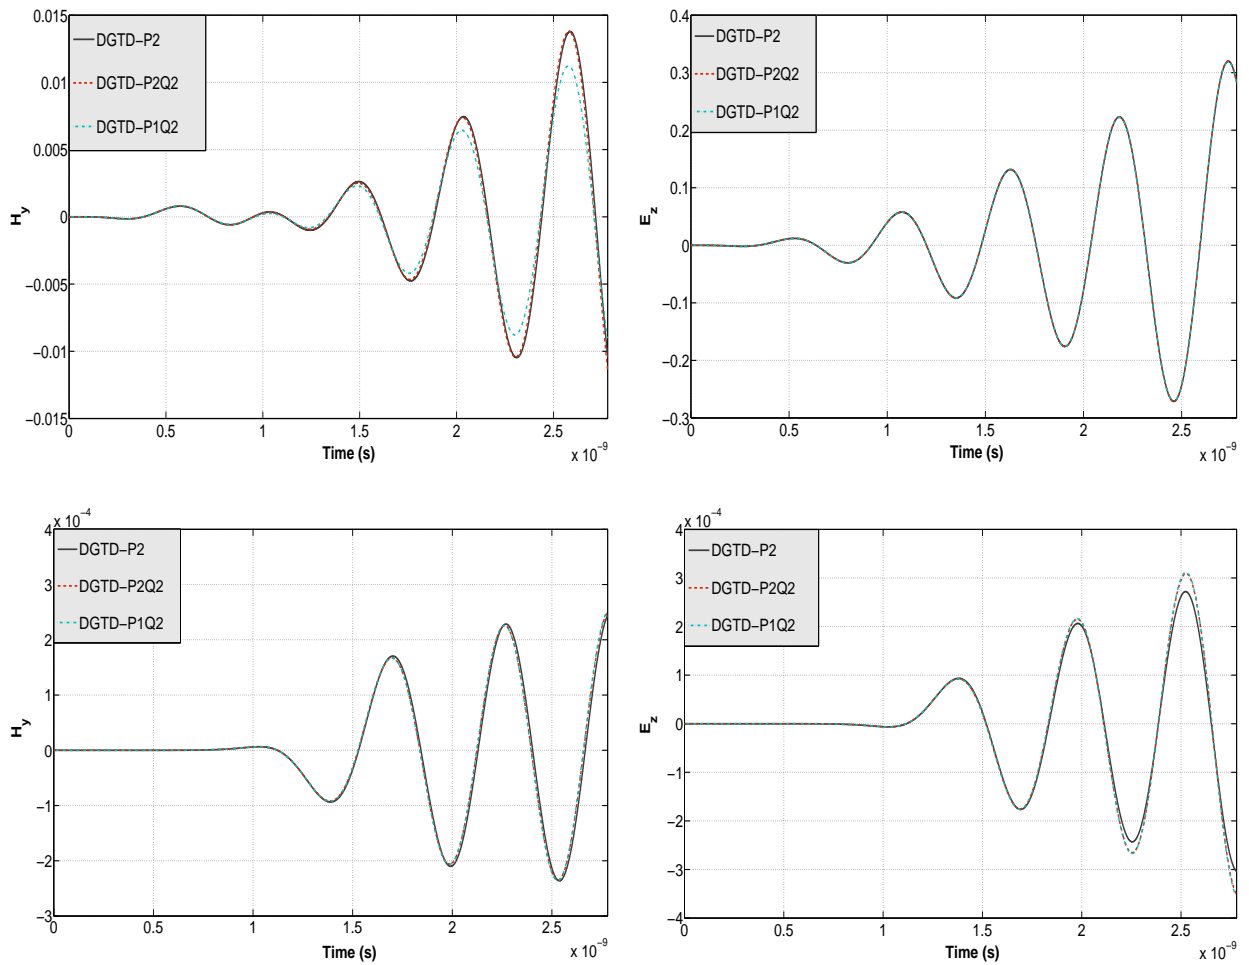 0.015
0.01
0.005
0
−0.005
−0.01
−0.015
H_y
DGTD−P2
DGTD−P2Q2
DGTD−P1Q2
0 0.5 1 1.5 2 2.5
Time (s)
x 10^−9
0.4
0.3
0.2
0.1
0
−0.1
−0.2
−0.3
E_z
DGTD−P2
DGTD−P2Q2
DGTD−P1Q2
0 0.5 1 1.5 2 2.5
Time (s)
x 10^−9
x 10^−4
4
3
2
1
0
−1
−2
−3
H_y
DGTD−P2
DGTD−P2Q2
DGTD−P1Q2
0 0.5 1 1.5 2 2.5
Time (s)
x 10^−9
x 10^−4
4
3
2
1
0
−1
−2
−3
−4
E_z
DGTD−P2
DGTD−P2Q2
DGTD−P1Q2
0 0.5 1 1.5 2 2.5
Time (s)
x 10^−9